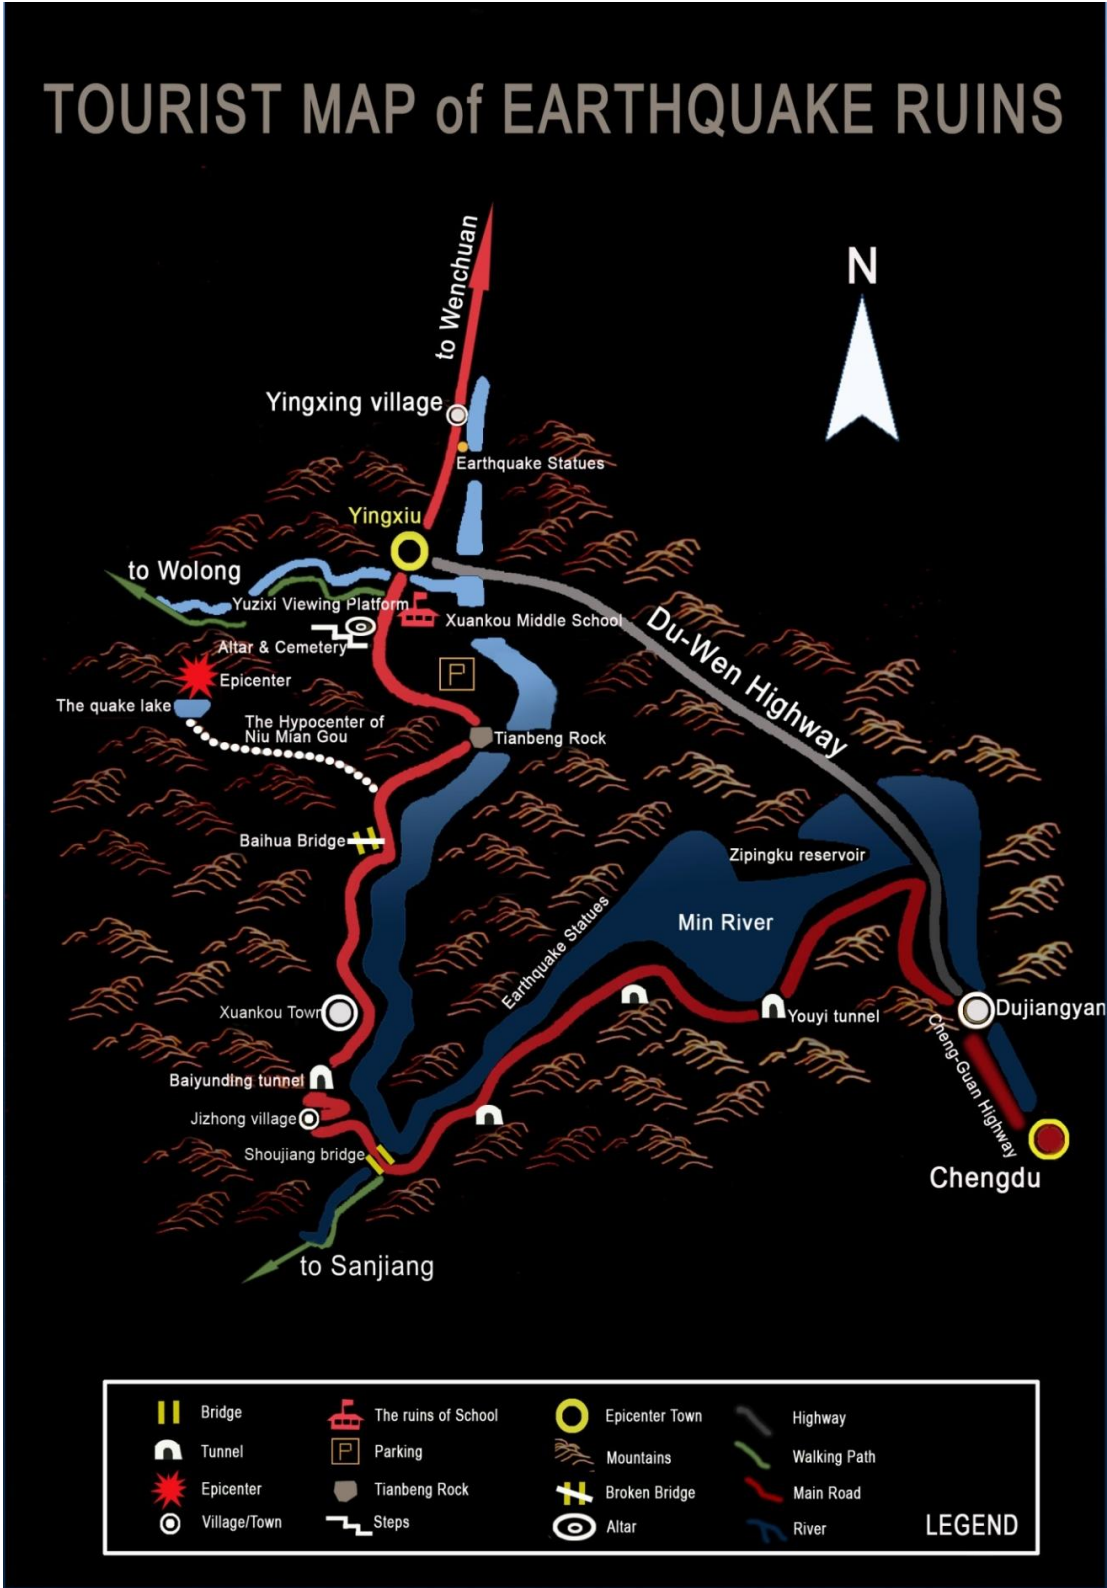 TOURIST MAP of EARTHQUAKE RUINS
N
to Wenchuan
Yingxing village
Earthquake Statues
Yingxiu
to Wolong
Yuzixi Viewing Platform
Xuankou Middle School
Altar & Cemetery
P
Du-Wen Highway
Epicenter
The quake lake
The Hypocenter of
Niu Mian Gou
Tianbeng Rock
Baihua Bridge
Zipingku reservoir
Min River
Earthquake Statues
Xuankou Town
Youyi tunnel
Dujiangyan
Cheng-Guan Highway
Baiyunding tunnel
Jizhong village
Shoujiang bridge
Chengdu
to Sanjiang
Bridge
The ruins of School
Epicenter Town
Highway
Tunnel
P
Parking
Mountains
Walking Path
Epicenter
Tianbeng Rock
Broken Bridge
Main Road
Village/Town
Steps
Altar
River
LEGEND